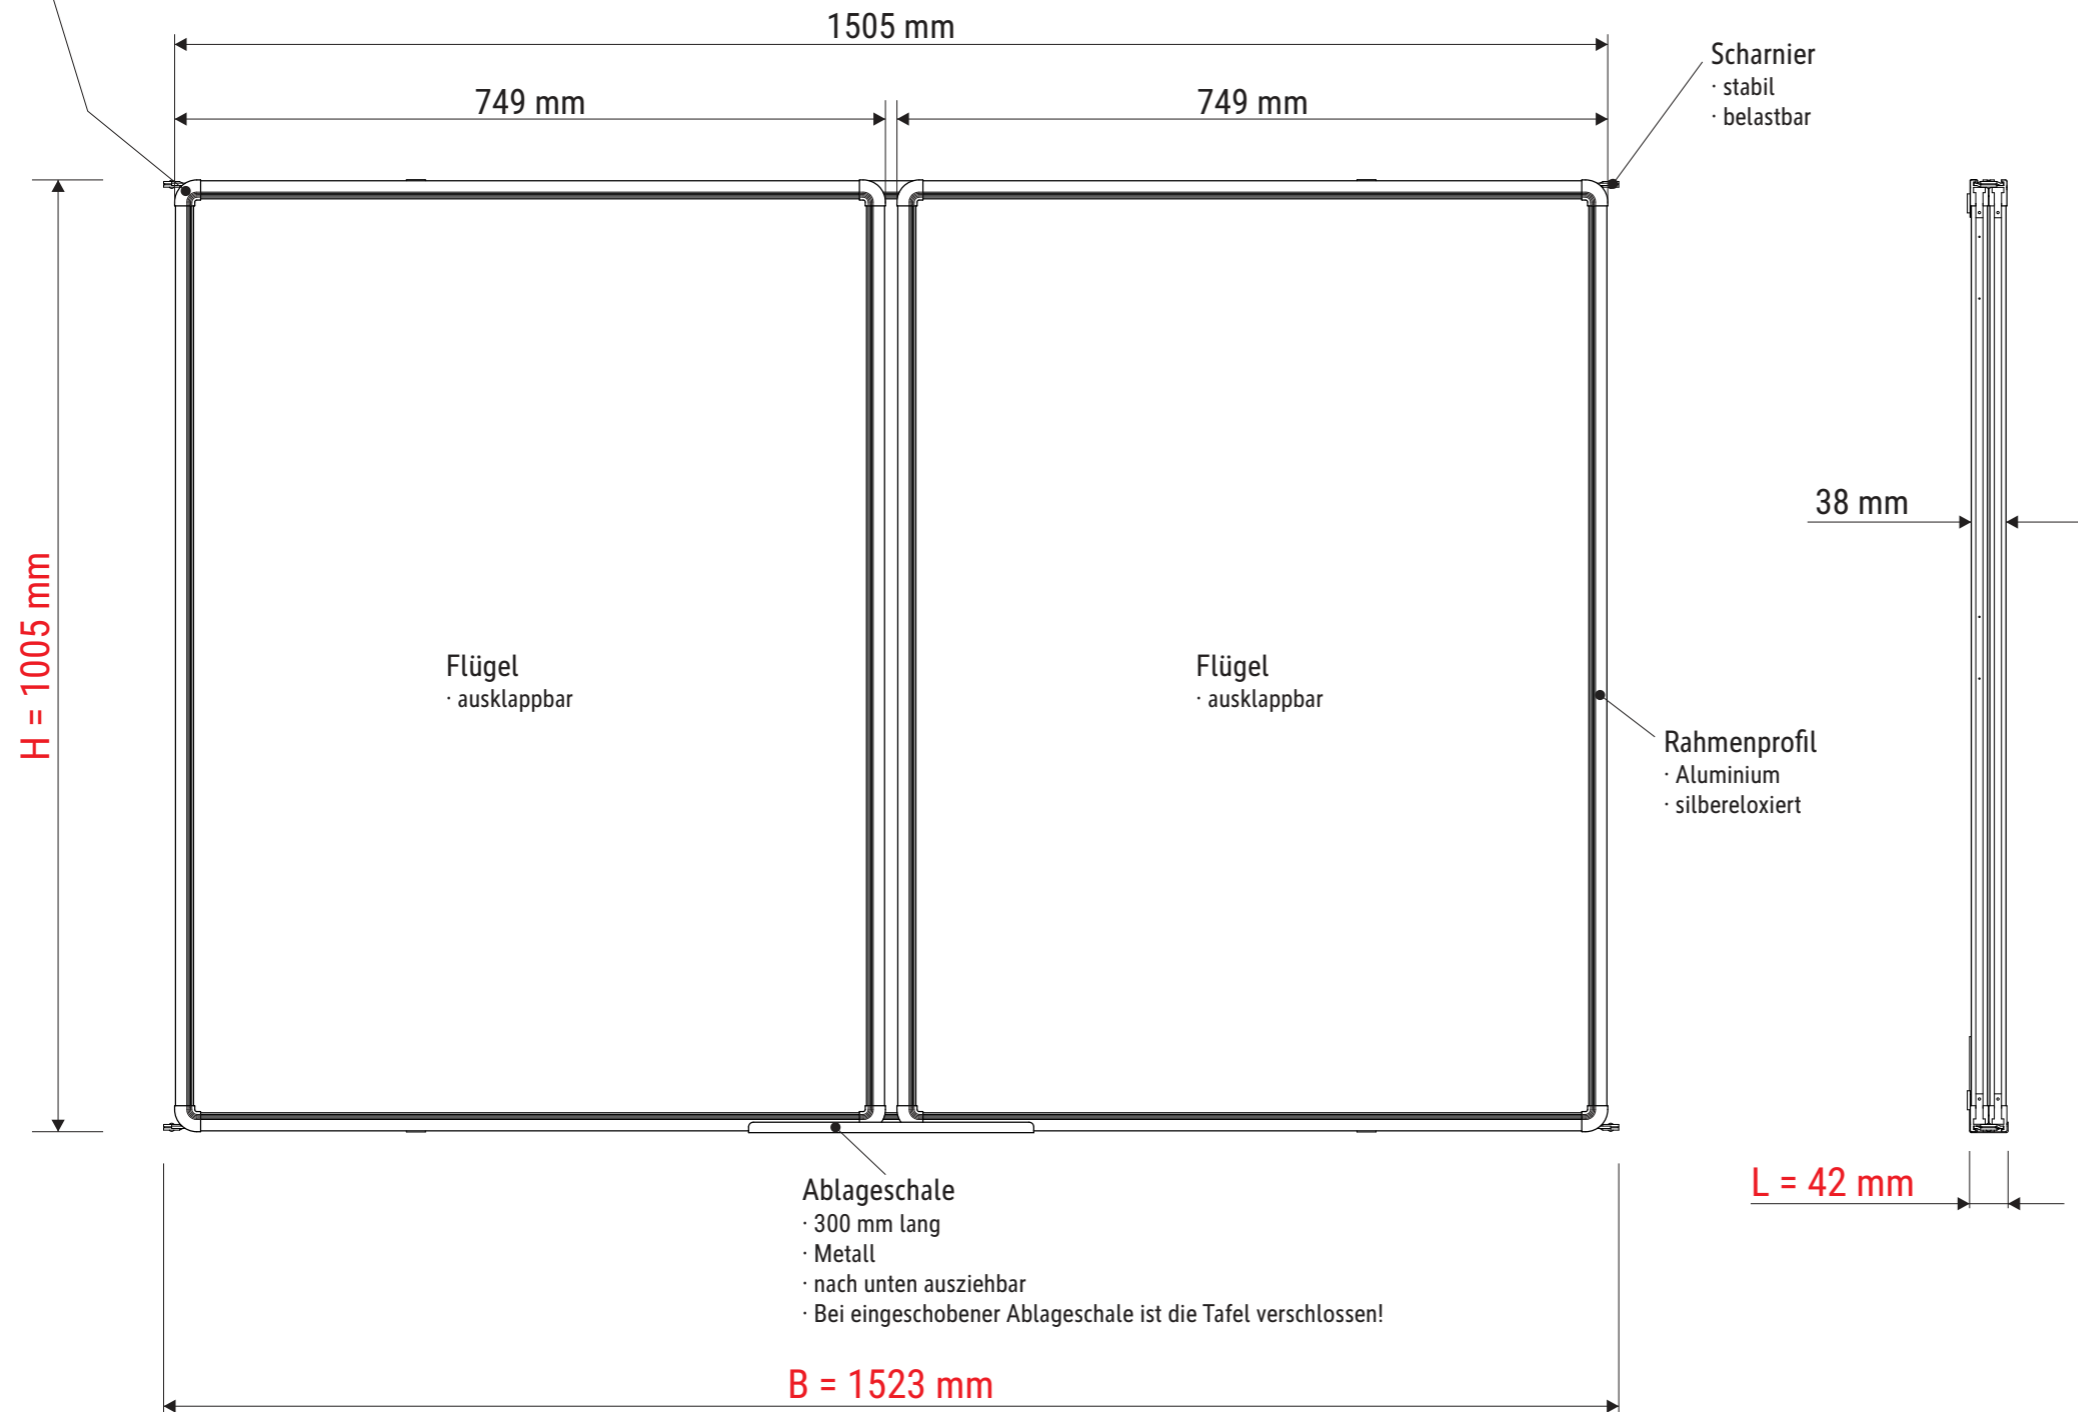 1505 mm
749 mm
749 mm
Scharnier
· stabil
· belastbar
38 mm
H = 1005 mm
Flügel
· ausklappbar
Flügel
· ausklappbar
Rahmenprofil
· Aluminium
· silbereloxiert
Ablageschale
· 300 mm lang
· Metall
· nach unten ausziehbar
· Bei eingeschobener Ablageschale ist die Tafel verschlossen!
L = 42 mm
B = 1523 mm